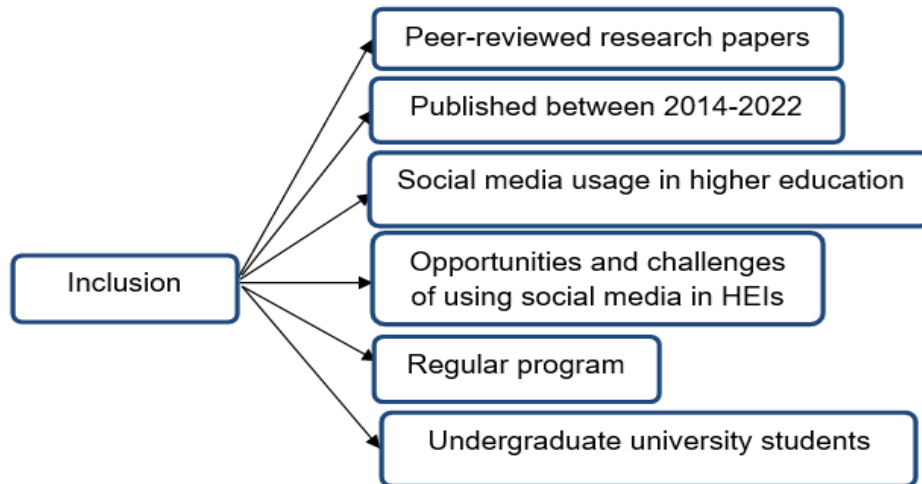 Peer-reviewed research papers
Published between 2014-2022
Social media usage in higher education
Inclusion
Opportunities and challenges
of using social media in HEIs
Regular program
Undergraduate university students